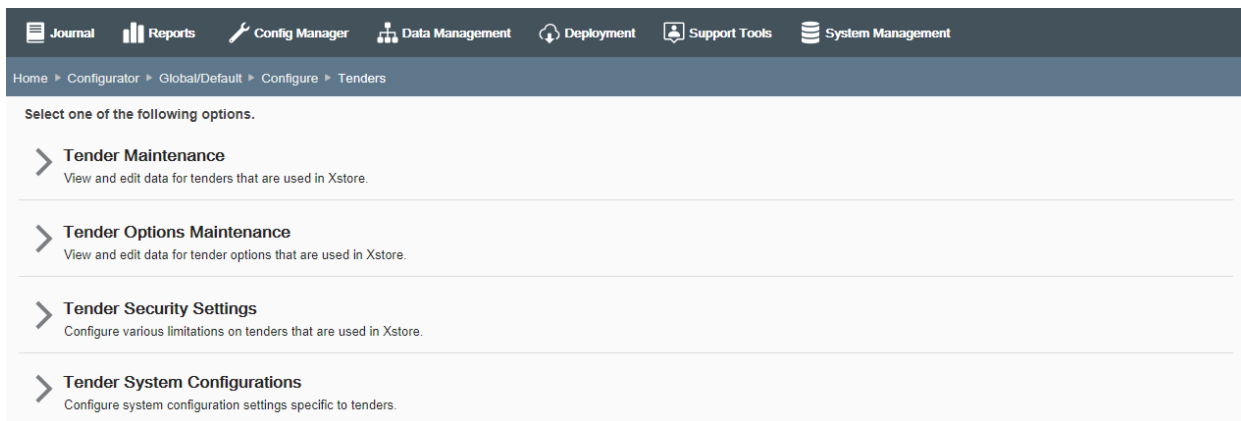 Journal Reports Config Manager Data Management Deployment Support Tools System Management
Home ▸ Configurator ▸ Global/Default ▸ Configure ▸ Tenders
Select one of the following options.
Tender Maintenance
View and edit data for tenders that are used in Xstore.
Tender Options Maintenance
View and edit data for tender options that are used in Xstore.
Tender Security Settings
Configure various limitations on tenders that are used in Xstore.
Tender System Configurations
Configure system configuration settings specific to tenders.